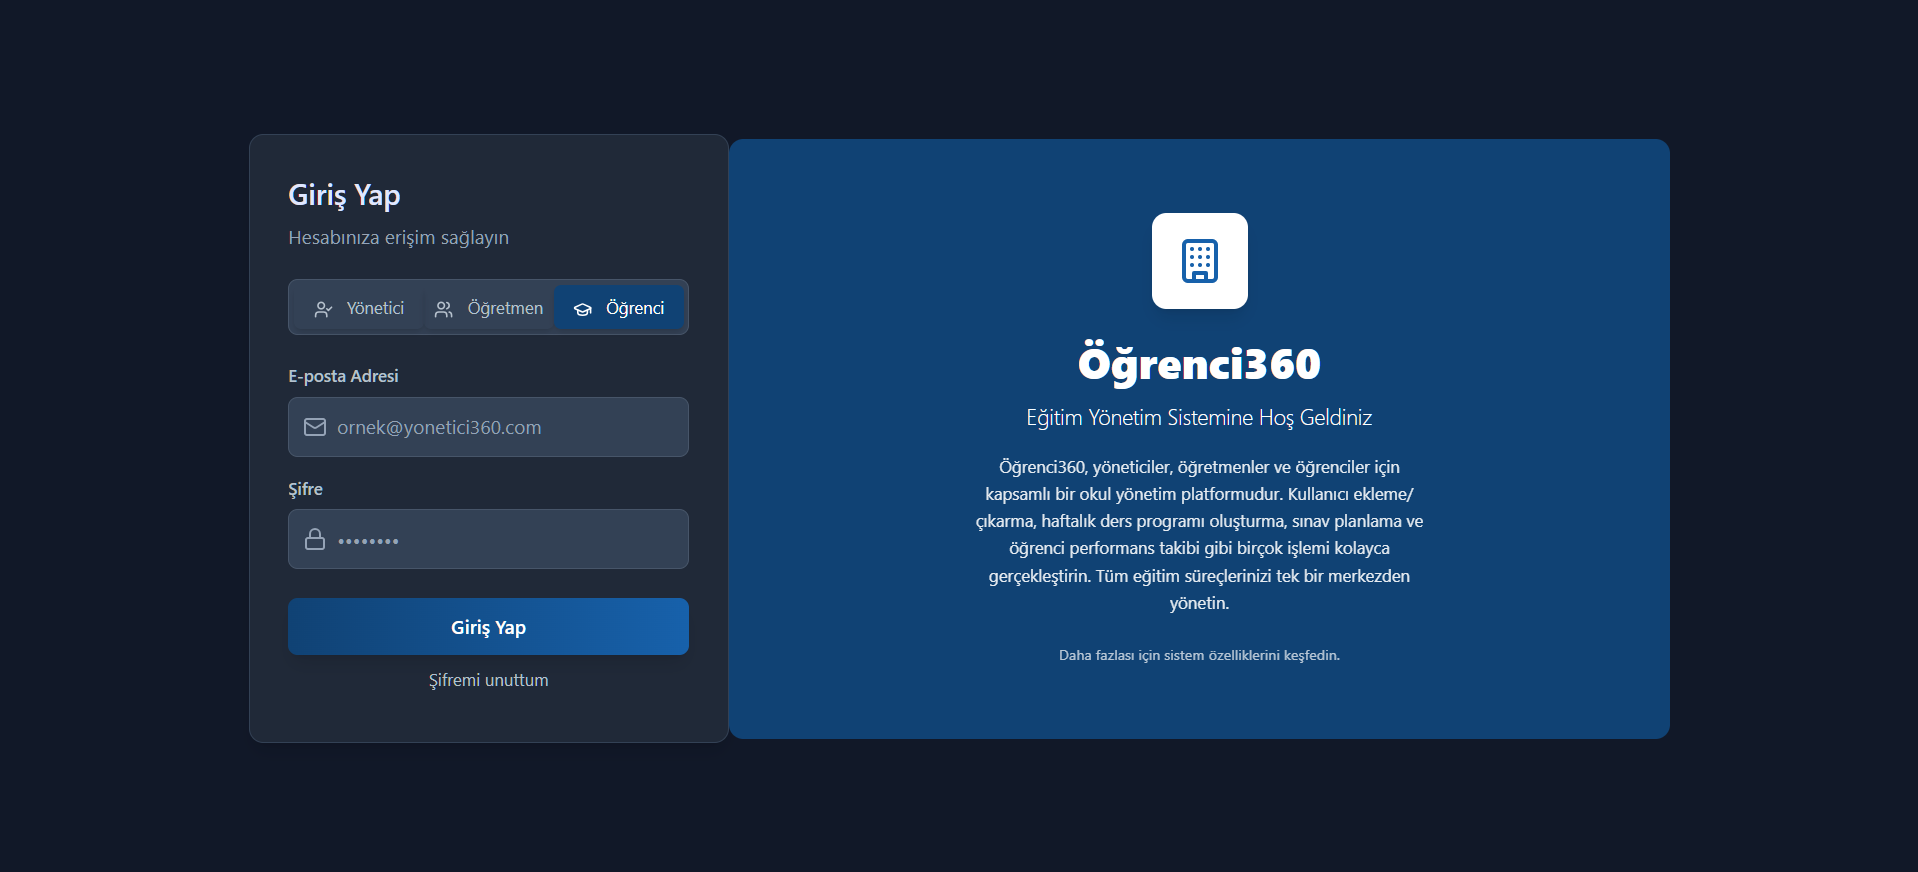 Giriş Yap
Hesabınıza erişim sağlayın
Yönetici
Öğretmen
Öğrenci
E-posta Adresi
ornek@yonetici360.com
Şifre
••••••••
Giriş Yap
Şifremi unuttum
Öğrenci360
Eğitim Yönetim Sistemine Hoş Geldiniz
Öğrenci360, yöneticiler, öğretmenler ve öğrenciler için
kapsamlı bir okul yönetim platformudur. Kullanıcı ekleme/
çıkarma, haftalık ders programı oluşturma, sınav planlama ve
öğrenci performans takibi gibi birçok işlemi kolayca
gerçekleştirin. Tüm eğitim süreçlerinizi tek bir merkezden
yönetin.
Daha fazlası için sistem özelliklerini keşfedin.